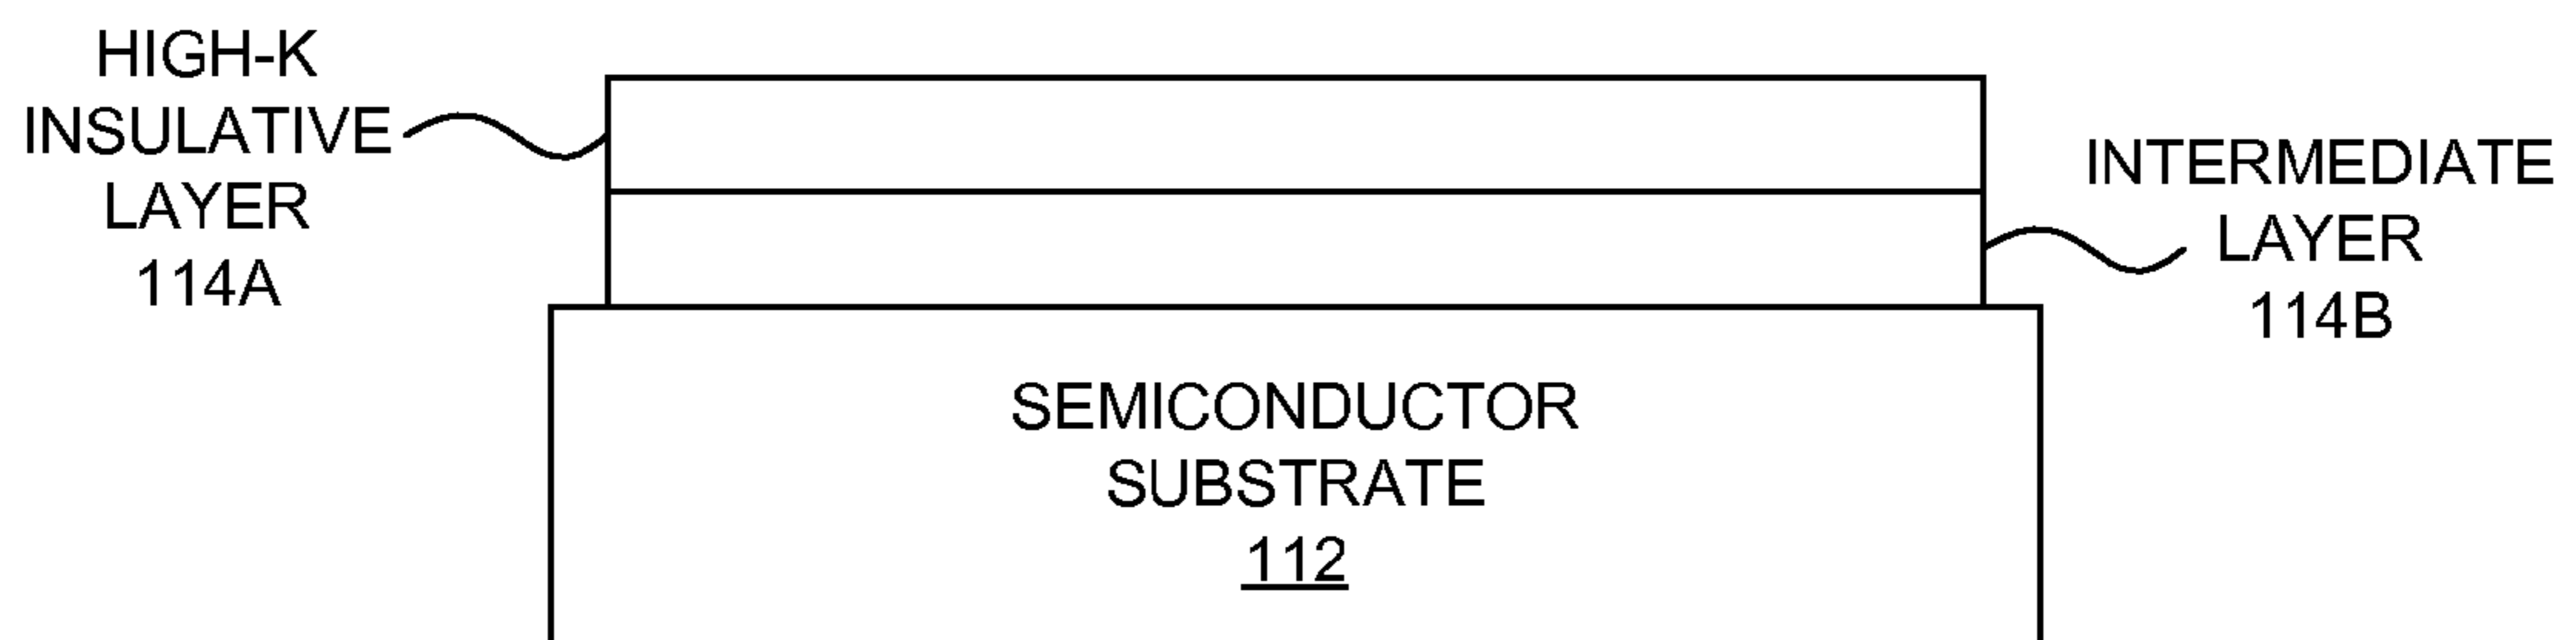 HIGH-K
INSULATIVE
LAYER
114A
INTERMEDIATE
LAYER
114B
SEMICONDUCTOR
SUBSTRATE
112